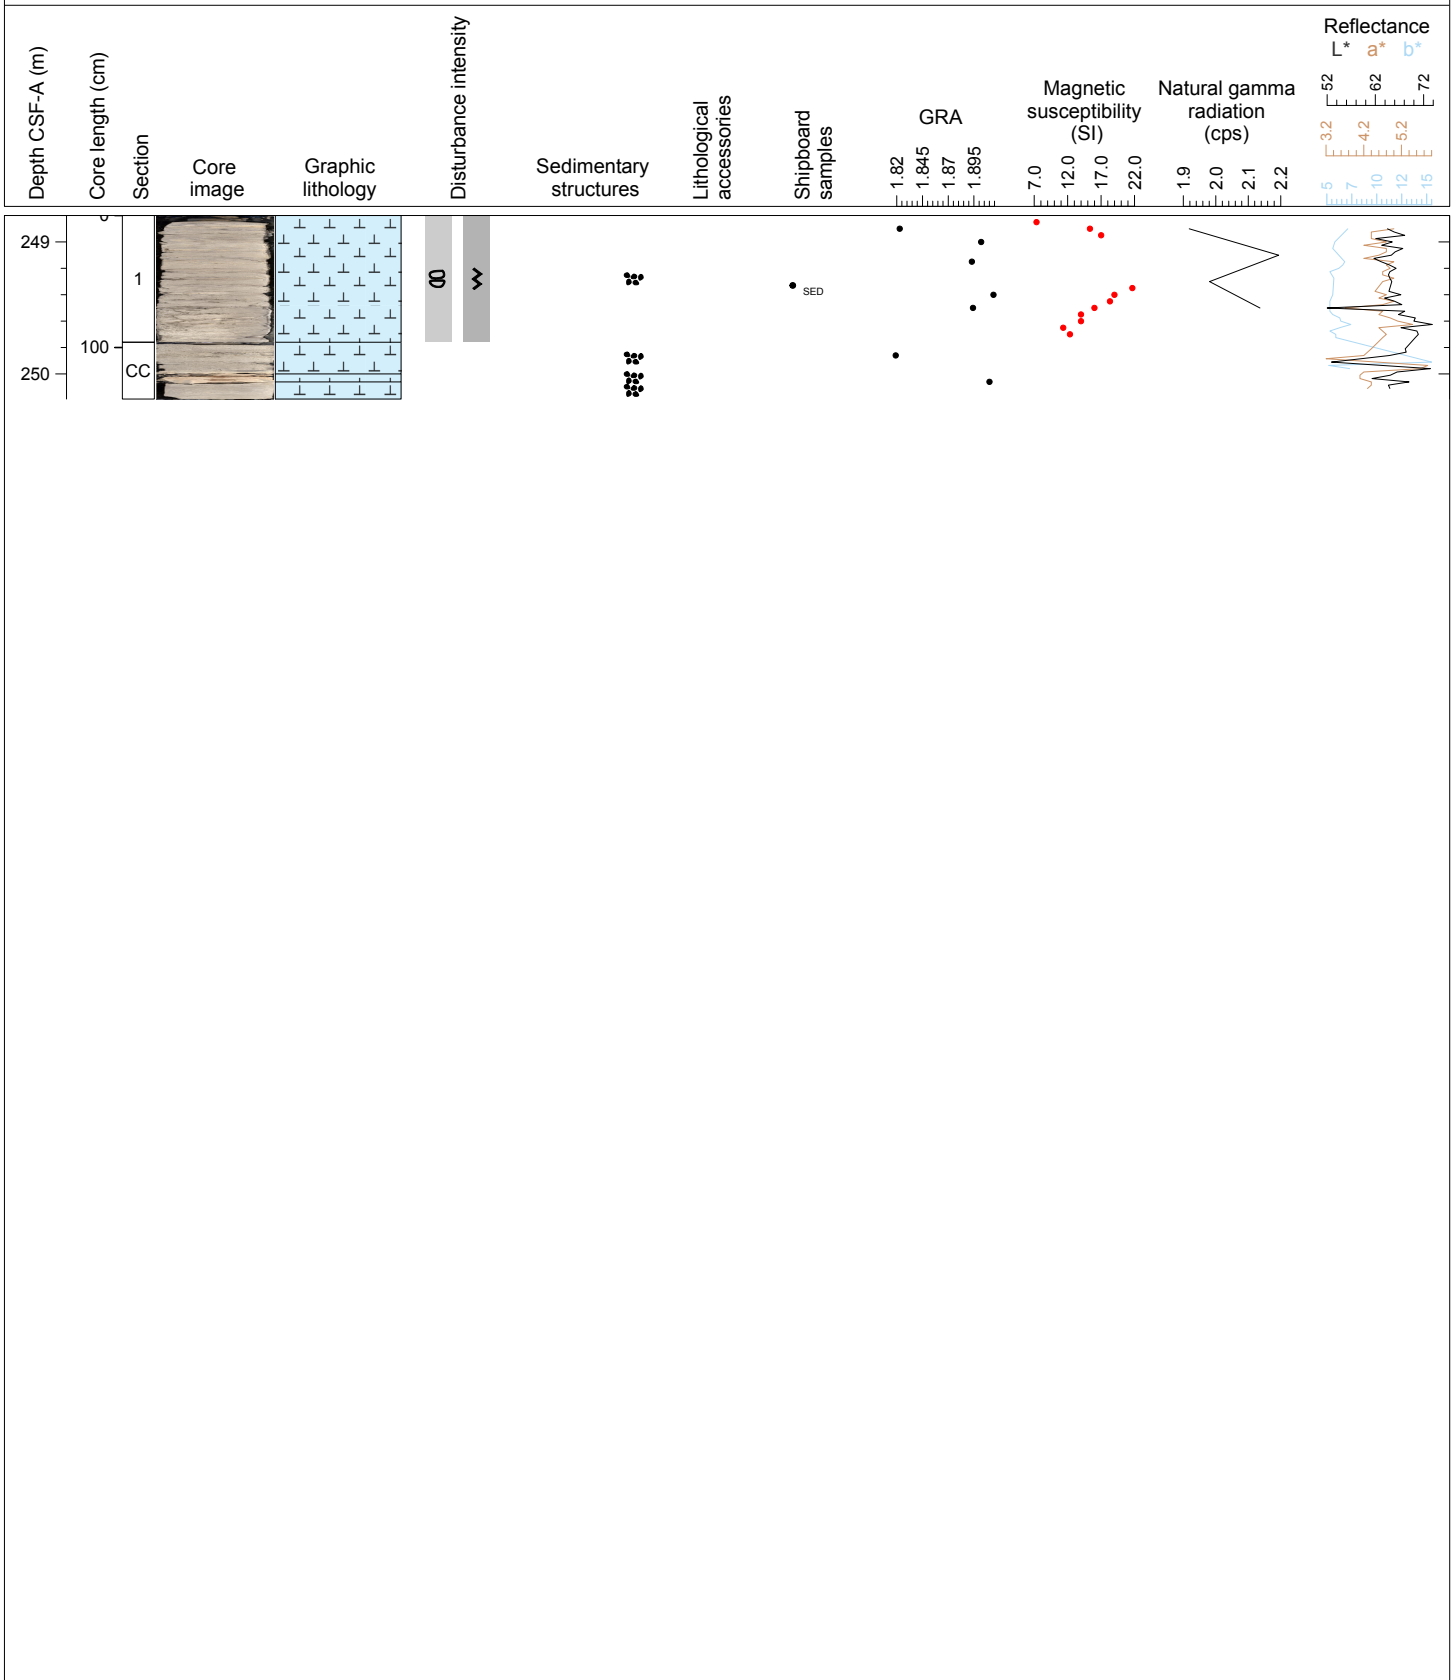 Depth CSF-A (m)
Core length (cm)
Section
Core
image
Graphic
lithology
Disturbance intensity
Sedimentary
structures
Lithological
accessories
Shipboard
samples
GRA
1.82
1.845
1.87
1.895
Magnetic
susceptibility
(SI)
7.0
12.0
17.0
22.0
Natural gamma
radiation
(cps)
1.9
2.0
2.1
2.2
Reflectance
L* a* b*
52
62
72
3.2
4.2
5.2
5
7
10
12
15
0
249
1
SED
100
CC
250